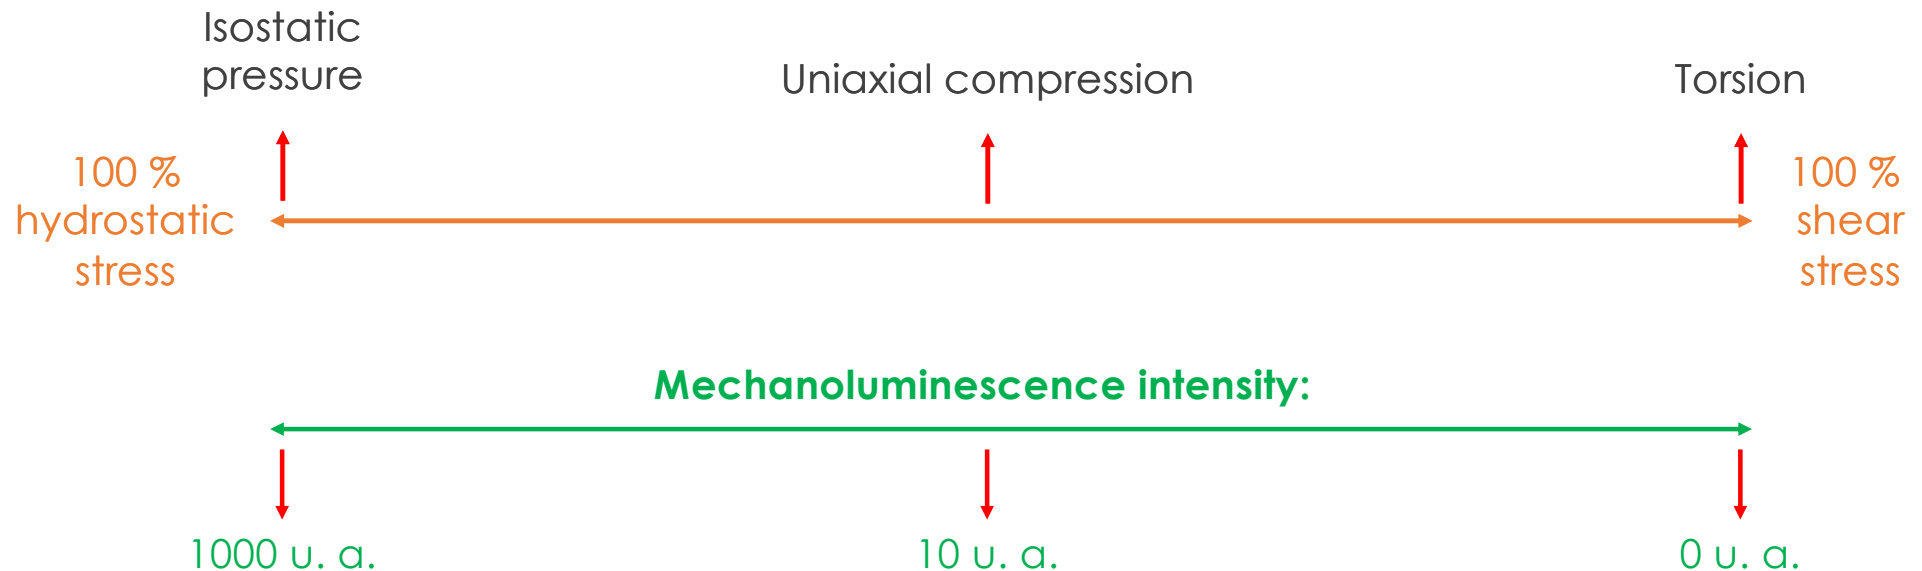 Isostatic
pressure
Uniaxial compression
Torsion
100 %
hydrostatic
stress
100 %
shear
stress
Mechanoluminescence intensity:
1000 u. a.
10 u. a.
0 u. a.